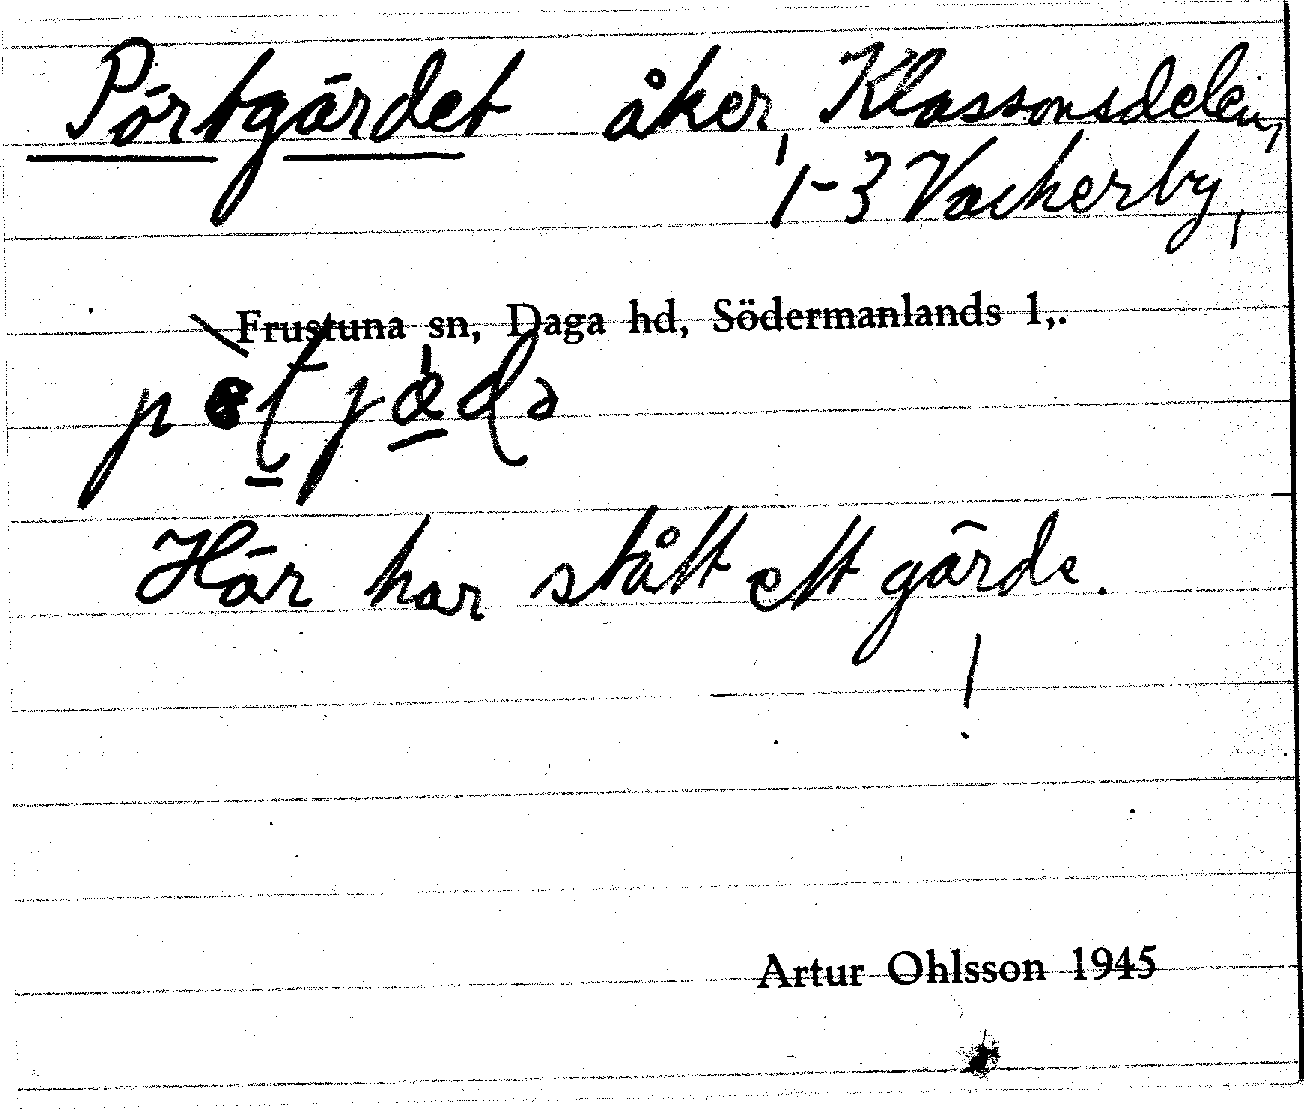 Pörtgärdet åker, Klassonsdelen,
1-3 Vackerby,
Frustuna sn, Daga hd, Södermanlands l,.
Här har stått ett gärde.
!
Artur Ohlsson 1945